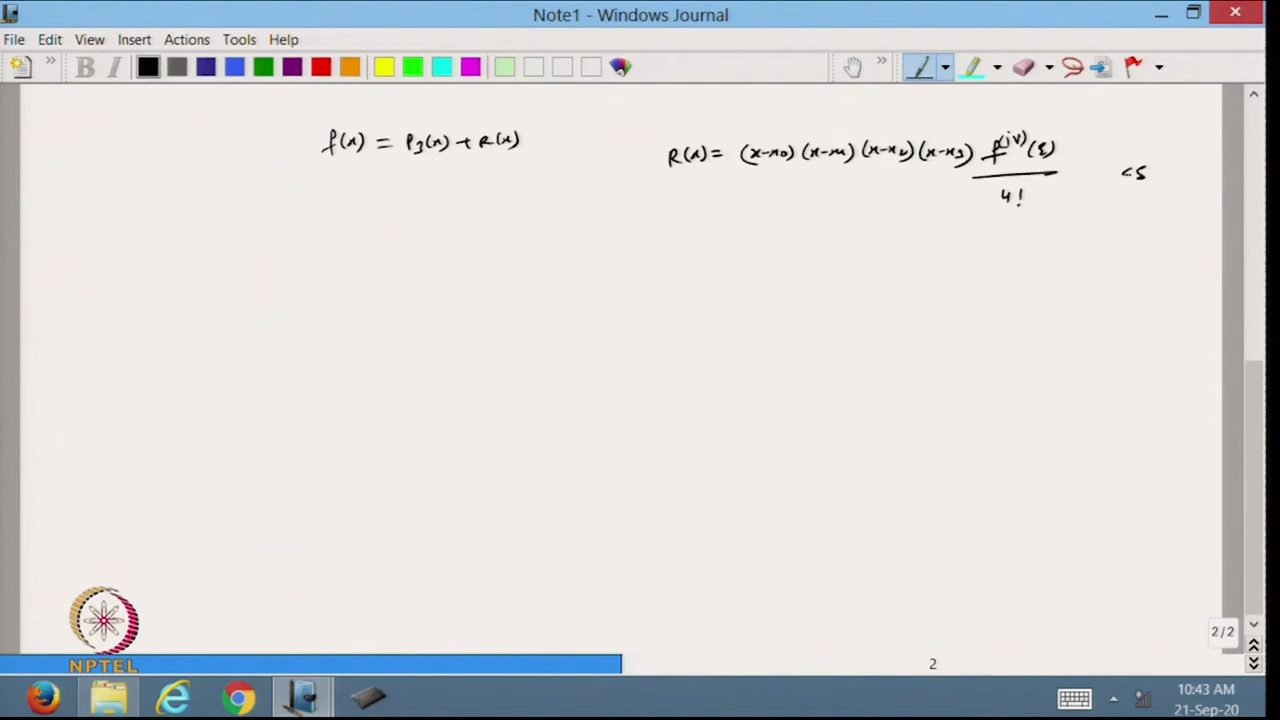 Note1 - Windows Journal
File Edit View Insert Actions Tools Help
f(x) = P₃(x) + R(x)
R(x) = (x-x₀) (x-x₁) (x-x₂) (x-x₃) f^(iv)(ξ)
4!
2/2
2
NPTEL
10:43 AM
21-Sep-20